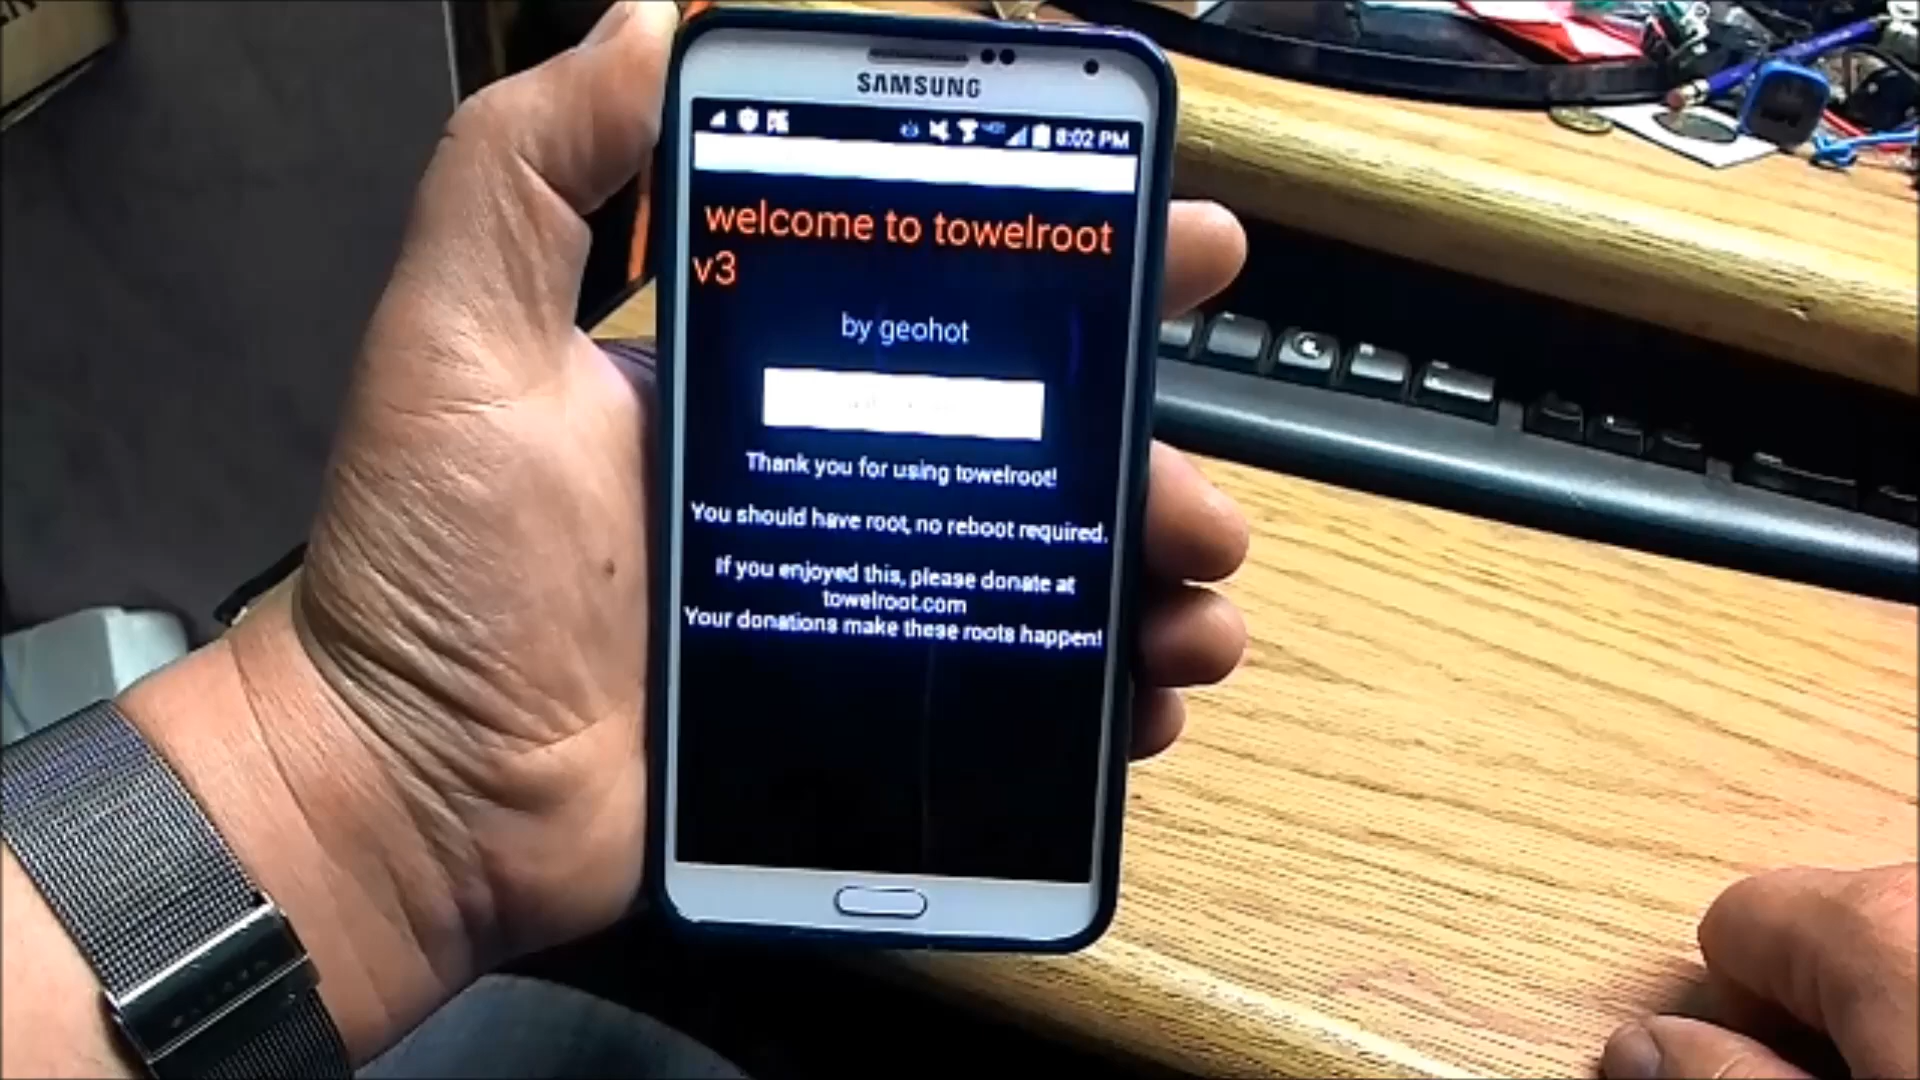 SAMSUNG
8:02 PM
welcome to towelroot
v3
by geohot
Thank you for using towelroot!
You should have root, no reboot required.
If you enjoyed this, please donate at
towelroot.com
Your donations make these roots happen!